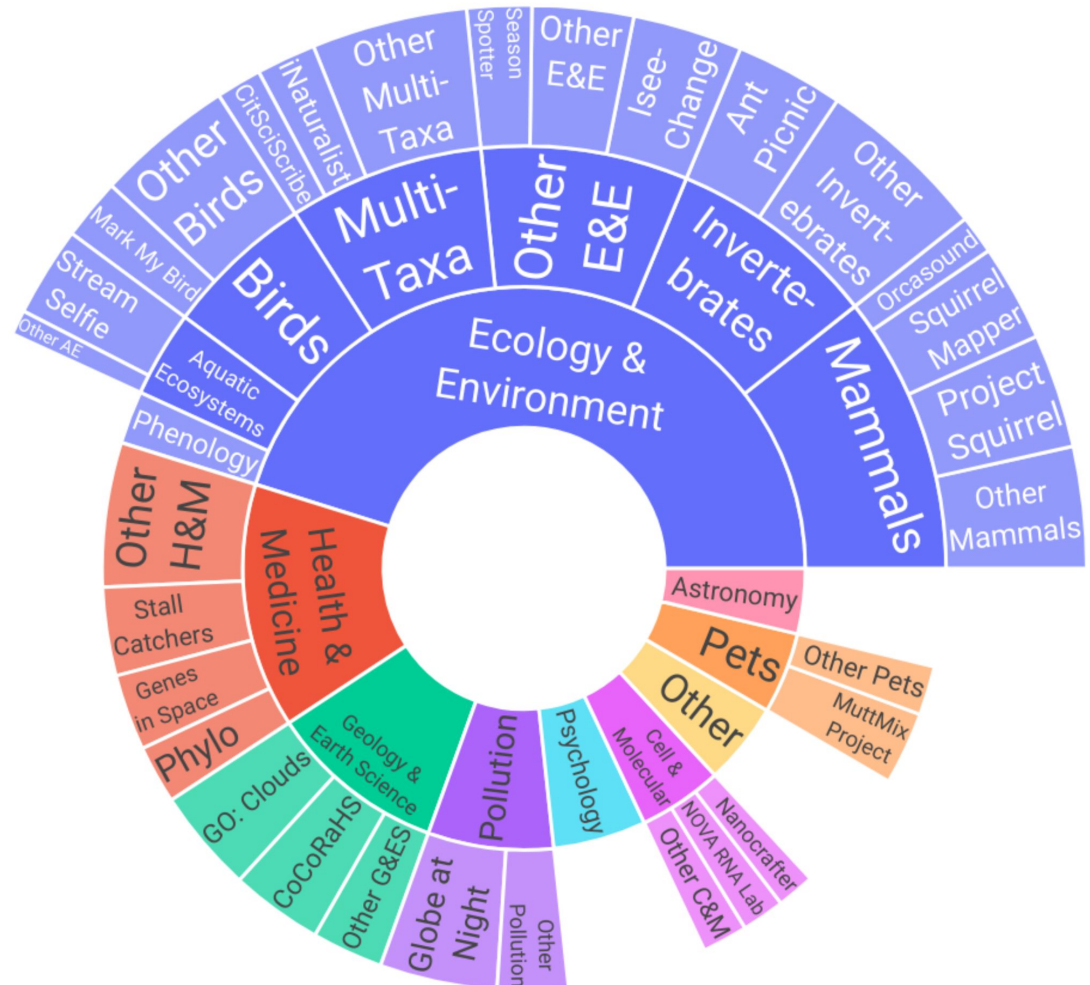 Ecology &
Environment
Mammals
Other
Mammals
Project
Squirrel
Squirrel
Mapper
Orcasound
Inverte-
brates
Other
Invert-
ebrates
Ant
Picnic
Other
E&E
Isee-
Change
Other
E&E
Season
Spotter
Multi-
Taxa
Other
Multi-
Taxa
iNaturalist
CitSciScribe
Birds
Other
Birds
Mark My Bird
Aquatic
Ecosystems
Stream
Selfie
Other AE
Phenology
Health &
Medicine
Other
H&M
Stall
Catchers
Genes
in Space
Phylo
Geology &
Earth Science
GO: Clouds
CoCoRaHS
Other G&ES
Pollution
Globe at
Night
Other
Pollution
Psychology
Cell &
Molecular
Other C&M
NOVA RNA Lab
Nanocrafter
Other
Pets
Other Pets
MuttMix
Project
Astronomy